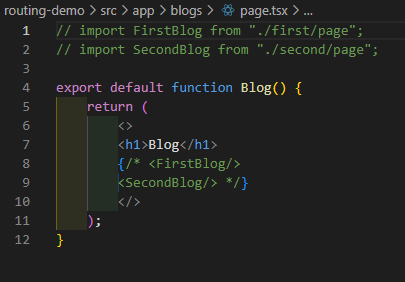 routing-demo > src > app > blogs > page.tsx > ...
1 // import FirstBlog from "./first/page";
2 // import SecondBlog from "./second/page";
3
4 export default function Blog() {
5 return (
6 <>
7 <h1>Blog</h1>
8 {/* <FirstBlog/>
9 <SecondBlog/> */}
10 </>
11 );
12 }